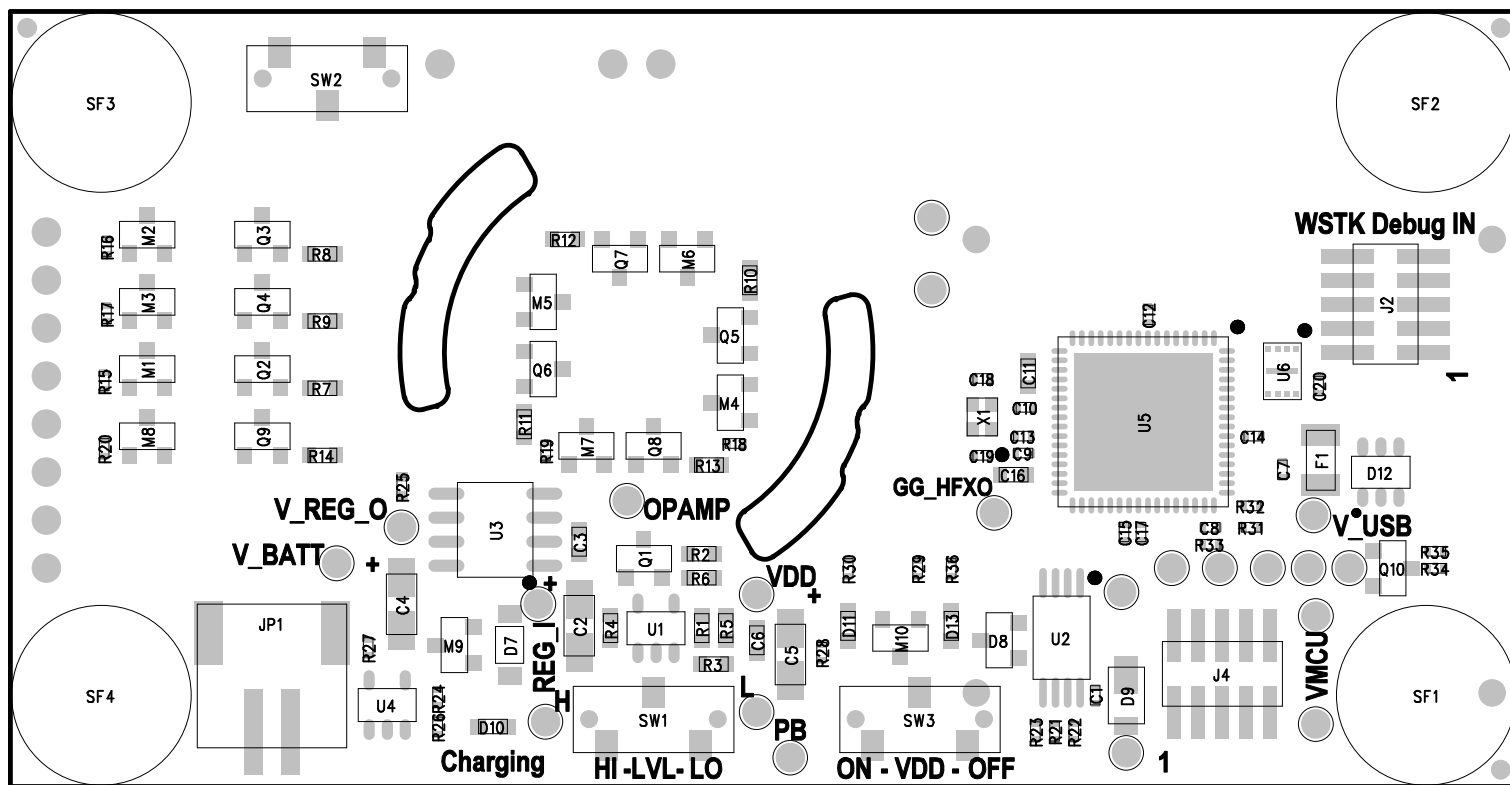 SF3
SW2
SF2
WSTK Debug IN
R16
M2
Q3
R8
R12
Q7
M6
R10
J2
R17
M3
Q4
R9
M5
Q5
C12
R15
M1
Q2
R7
Q6
M4
C18
C11
C10
X1
U5
U6
C20
1
R20
M8
Q9
R14
R11
R19
M7
Q8
R18
R13
C13
C9
C19
C16
C14
C7
F1
D12
R25
V_REG_O
U3
OPAMP
GG_HFXO
R32
V_USB
V_BATT
+
C3
Q1
R2
R6
C15
C17
C8
R31
R33
Q10
R35
R34
+
VDD
+
R30
R29
R36
JP1
C4
R27
M9
D7
REG_I
C2
R4
U1
R1
R5
R3
C6
C5
R28
D11
M10
D13
D8
U2
C1
D9
J4
VMCU
SF4
U4
R24
R26
D10
H
SW1
L
PB
SW3
R23
R21
R22
SF1
Charging
HI -LVL- LO
ON - VDD - OFF
1